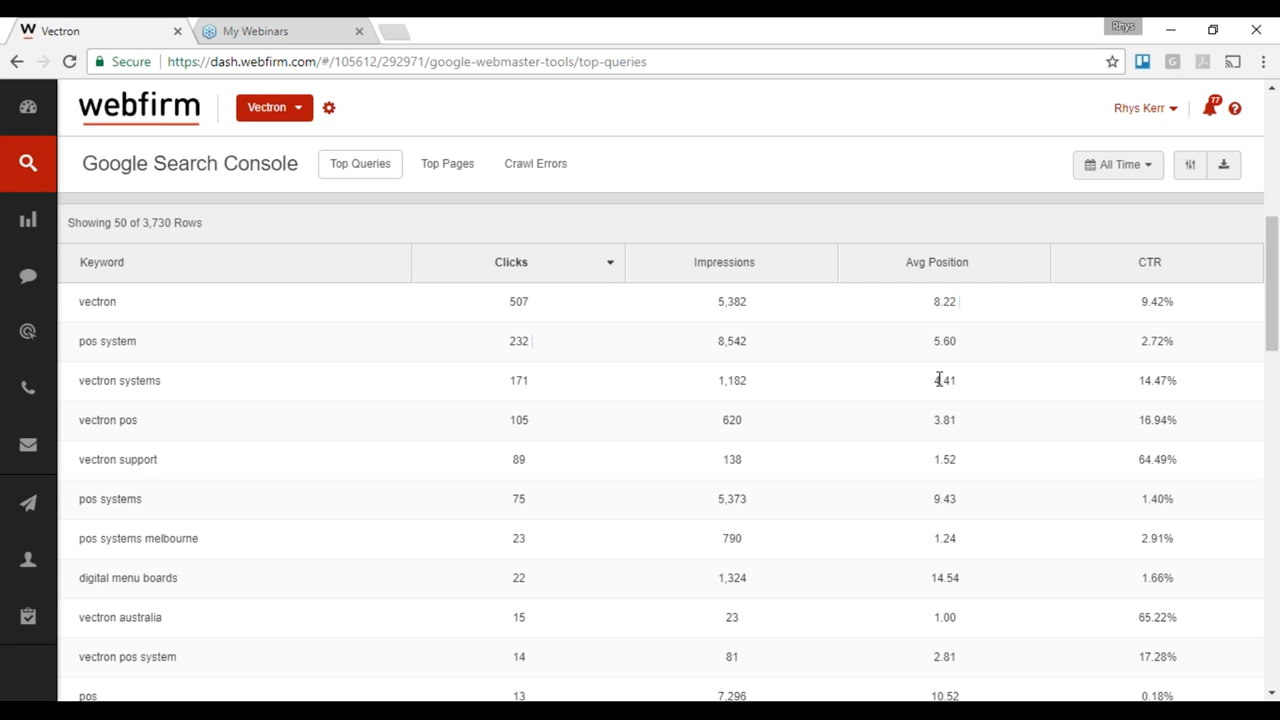 Rhys
Vectron
My Webinars
Secure https://dash.webfirm.com/#/105612/292971/google-webmaster-tools/top-queries
webfirm Vectron Rhys Kerr 77
Google Search Console Top Queries Top Pages Crawl Errors All Time
Showing 50 of 3,730 Rows
Keyword Clicks Impressions Avg Position CTR
vectron 507 5,382 8.22 9.42%
pos system 232 8,542 5.60 2.72%
vectron systems 171 1,182 4.41 14.47%
vectron pos 105 620 3.81 16.94%
vectron support 89 138 1.52 64.49%
pos systems 75 5,373 9.43 1.40%
pos systems melbourne 23 790 1.24 2.91%
digital menu boards 22 1,324 14.54 1.66%
vectron australia 15 23 1.00 65.22%
vectron pos system 14 81 2.81 17.28%
pos 13 7,296 10.52 0.18%